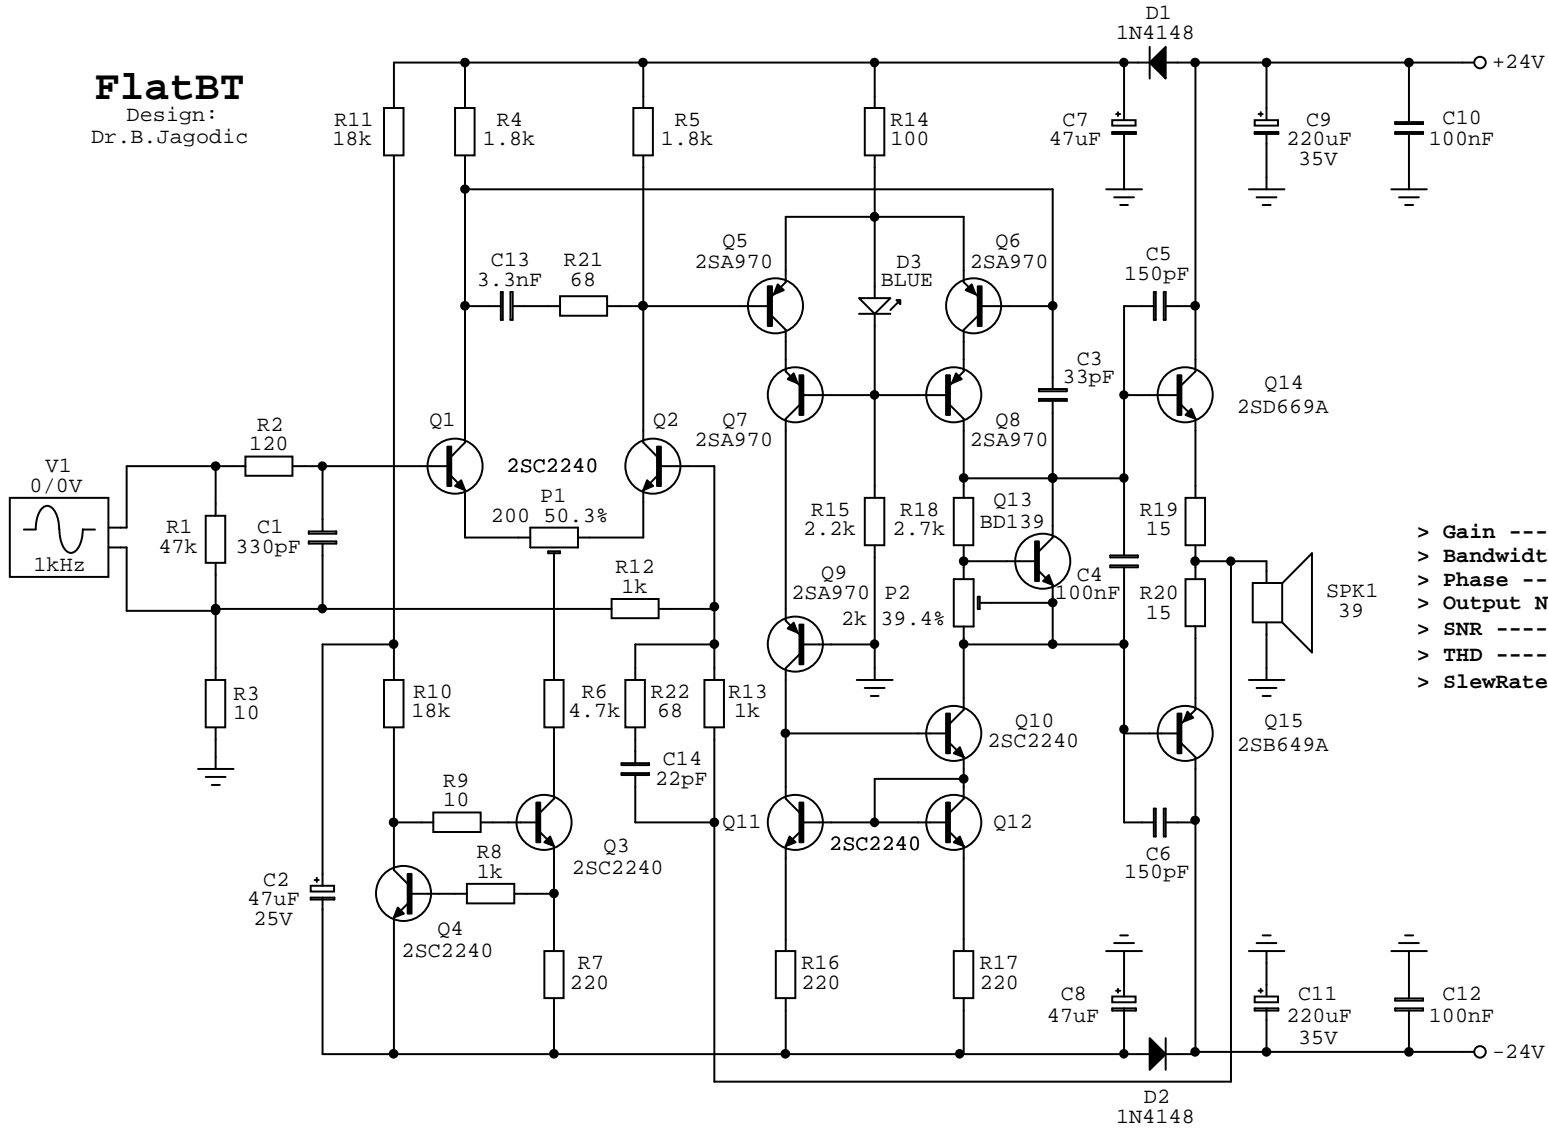 D1
1N4148
+24V
FlatBT
Design:
Dr.B.Jagodic
R11
18k
R4
1.8k
R5
1.8k
R14
100
C7
47uF
+
C9
220uF
35V
+
C10
100nF
Q5
2SA970
Q6
2SA970
D3
BLUE
C13
3.3nF
R21
68
C5
150pF
C3
33pF
Q14
2SD669A
Q1
Q2
2SC2240
Q7
2SA970
Q8
2SA970
R2
120
V1
0/0V
1kHz
R1
47k
C1
330pF
P1
200 50.3%
R15
2.2k
R18
2.7k
Q13
BD139
R19
15
R12
1k
Q9
2SA970
P2
2k 39.4%
C4
100nF
R20
15
SPK1
39
> Gain ---
> Bandwidt
> Phase --
> Output N
> SNR ----
> THD ----
> SlewRate
R3
10
R10
18k
R6
4.7k
R22
68
R13
1k
Q10
2SC2240
Q15
2SB649A
C14
22pF
R9
10
Q3
2SC2240
Q11
2SC2240
Q12
R8
1k
C6
150pF
C2
47uF
25V
+
Q4
2SC2240
R7
220
R16
220
R17
220
C8
47uF
+
C11
220uF
35V
+
C12
100nF
-24V
D2
1N4148